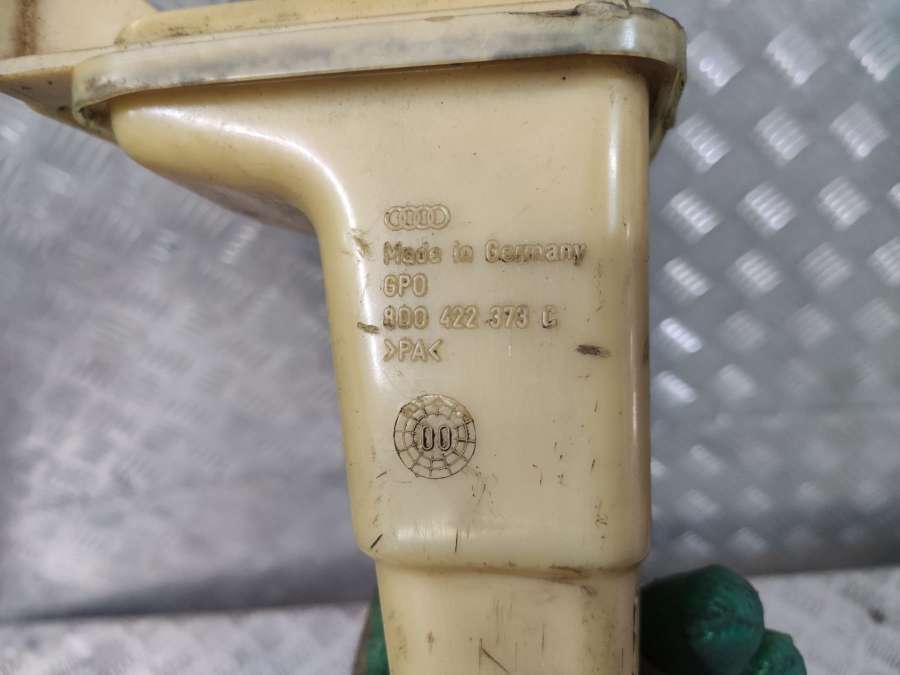 Made in Germany
GPO
8D0 422 373 C
>PA<
00